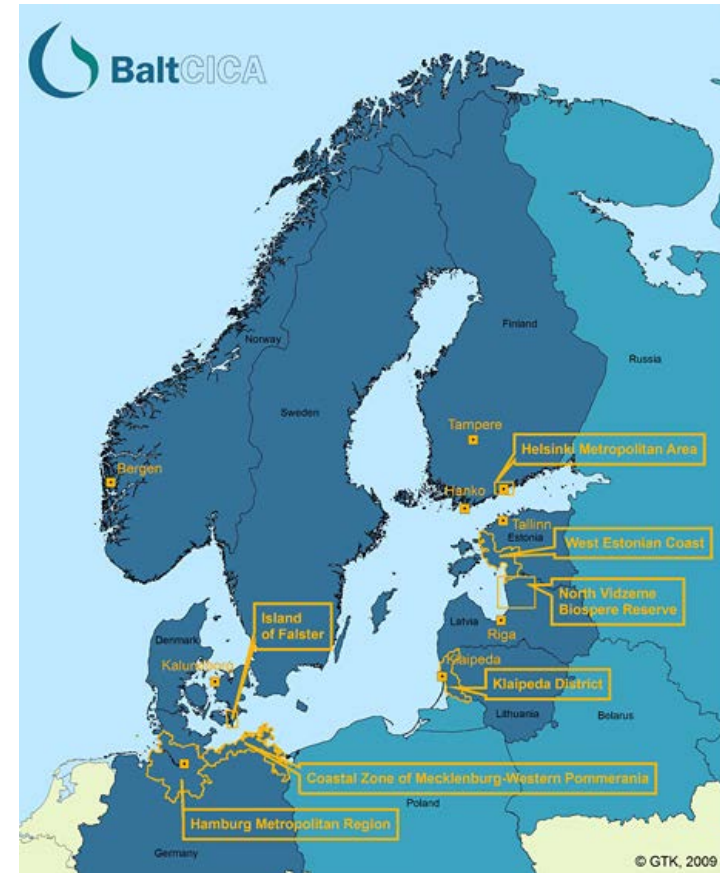 BaltCICA
Norway
Finland
Russia
Sweden
Tampere
Helsinki Metropolitan Area
Bergen
Hanko
Tallinn
Estonia
West Estonian Coast
North Vidzeme
Biospere Reserve
Island
of Falster
Denmark
Latvia
Riga
Kalundborg
Klaipeda
Klaipeda District
Lithuania
Belarus
Coastal Zone of Mecklenburg-Western Pommerania
Poland
Hamburg Metropolitan Region
Germany
© GTK, 2009